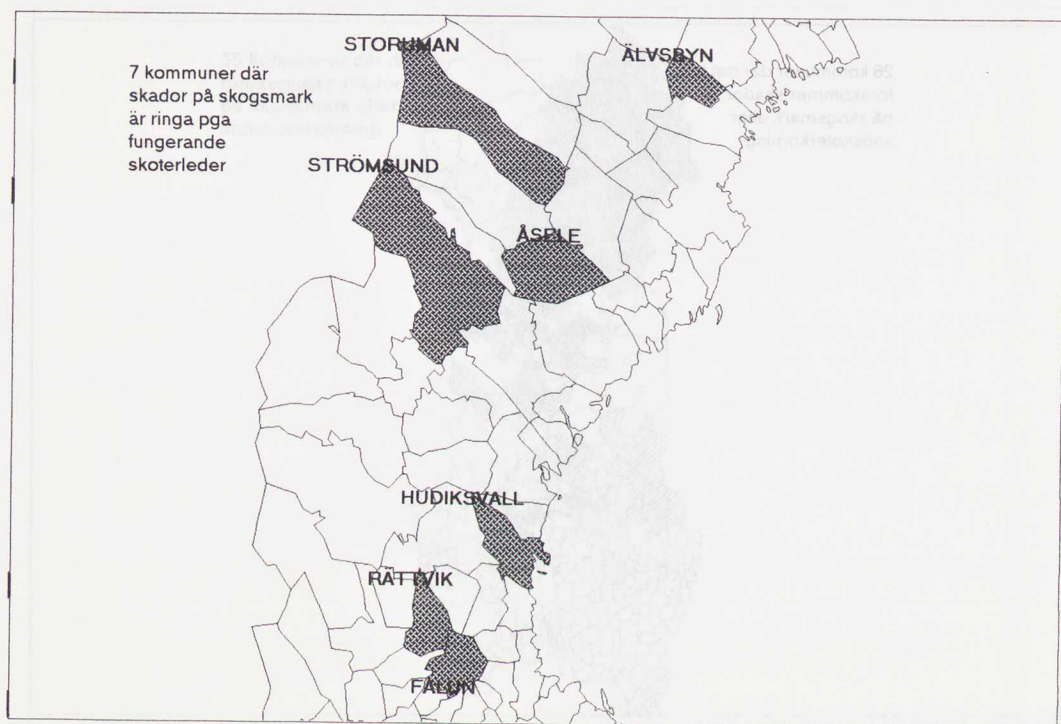 STORUMAN
ÄLVSBYN
7 kommuner där
skador på skogsmark
är ringa pga
fungerande
skoterleder
STRÖMSUND
ÅSELE
HUDIKSVALL
RÄTTVIK
FALUN